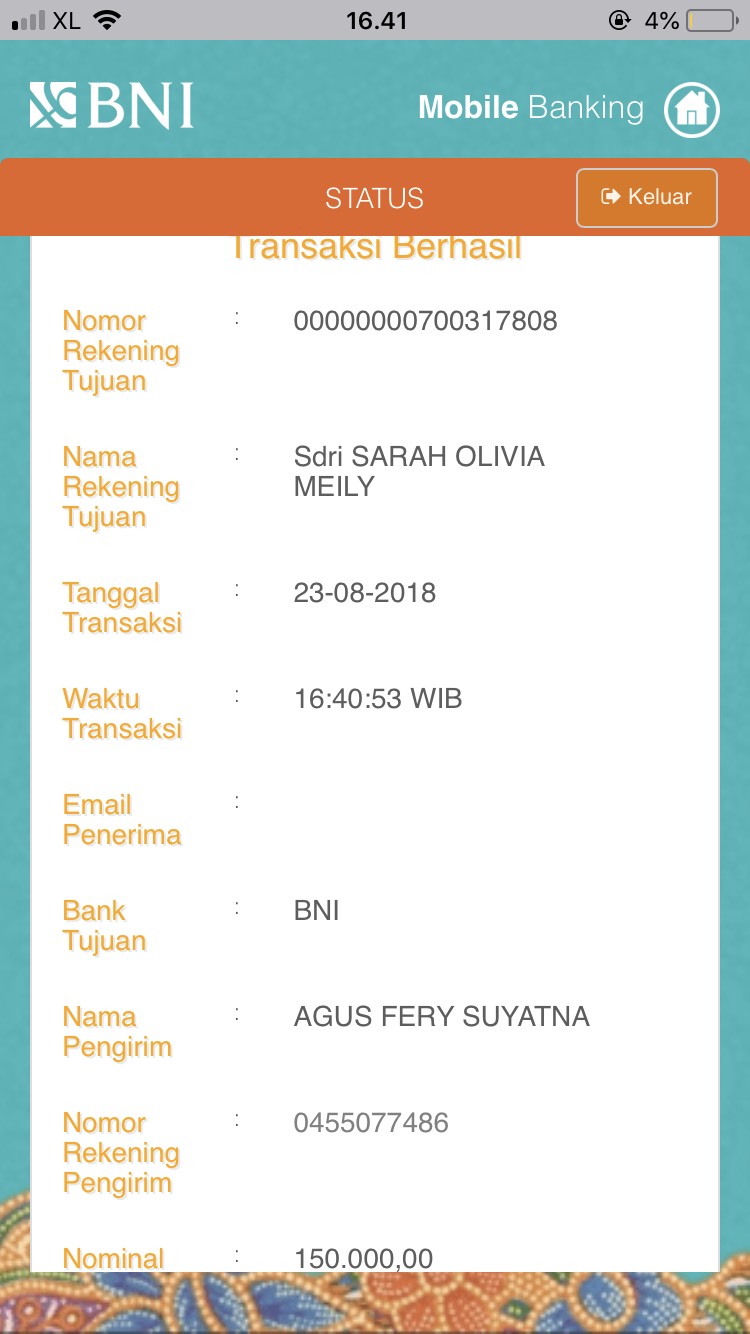 XL 16.41 4%
BNI
Mobile Banking
STATUS
Keluar
Transaksi Berhasil
Nomor : 00000000700317808
Rekening
Tujuan
Nama : Sdri SARAH OLIVIA
Rekening MEILY
Tujuan
Tanggal : 23-08-2018
Transaksi
Waktu : 16:40:53 WIB
Transaksi
Email :
Penerima
Bank : BNI
Tujuan
Nama : AGUS FERY SUYATNA
Pengirim
Nomor : 0455077486
Rekening
Pengirim
Nominal : 150.000,00